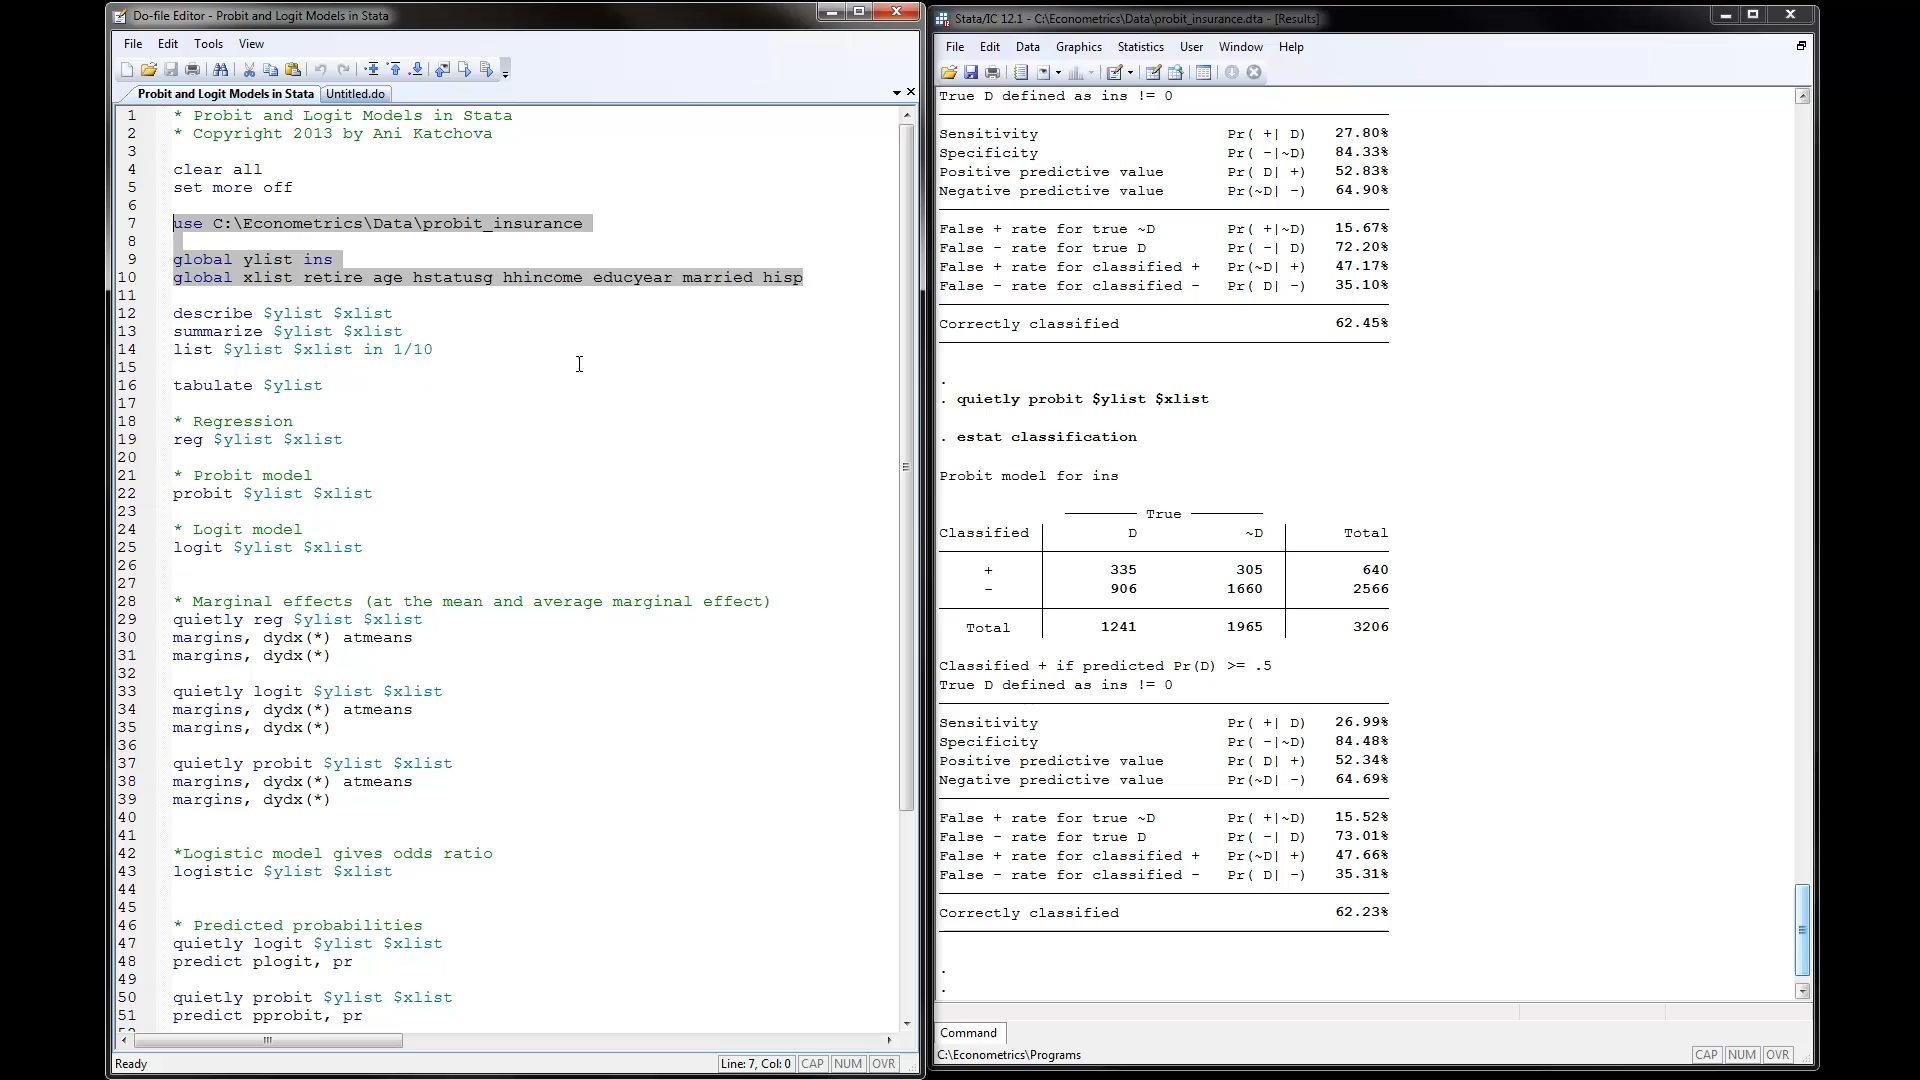 Do-file Editor - Probit and Logit Models in Stata
File Edit Tools View
Probit and Logit Models in Stata Untitled.do
1 * Probit and Logit Models in Stata
2 * Copyright 2013 by Ani Katchova
3
4 clear all
5 set more off
6
7 use C:\Econometrics\Data\probit_insurance
8
9 global ylist ins
10 global xlist retire age hstatusg hhincome educyear married hisp
11
12 describe $ylist $xlist
13 summarize $ylist $xlist
14 list $ylist $xlist in 1/10
15
16 tabulate $ylist
17
18 * Regression
19 reg $ylist $xlist
20
21 * Probit model
22 probit $ylist $xlist
23
24 * Logit model
25 logit $ylist $xlist
26
27
28 * Marginal effects (at the mean and average marginal effect)
29 quietly reg $ylist $xlist
30 margins, dydx(*) atmeans
31 margins, dydx(*)
32
33 quietly logit $ylist $xlist
34 margins, dydx(*) atmeans
35 margins, dydx(*)
36
37 quietly probit $ylist $xlist
38 margins, dydx(*) atmeans
39 margins, dydx(*)
40
41
42 *Logistic model gives odds ratio
43 logistic $ylist $xlist
44
45
46 * Predicted probabilities
47 quietly logit $ylist $xlist
48 predict plogit, pr
49
50 quietly probit $ylist $xlist
51 predict pprobit, pr
Ready Line: 7, Col: 0 CAP NUM OVR
Stata/IC 12.1 - C:\Econometrics\Data\probit_insurance.dta - [Results]
File Edit Data Graphics Statistics User Window Help
True D defined as ins != 0
Sensitivity Pr( +| D) 27.80%
Specificity Pr( -|~D) 84.33%
Positive predictive value Pr( D| +) 52.83%
Negative predictive value Pr(~D| -) 64.90%
False + rate for true ~D Pr( +|~D) 15.67%
False - rate for true D Pr( -| D) 72.20%
False + rate for classified + Pr(~D| +) 47.17%
False - rate for classified - Pr( D| -) 35.10%
Correctly classified 62.45%
.
. quietly probit $ylist $xlist
. estat classification
Probit model for ins
True
Classified D ~D Total
+ 335 305 640
- 906 1660 2566
Total 1241 1965 3206
Classified + if predicted Pr(D) >= .5
True D defined as ins != 0
Sensitivity Pr( +| D) 26.99%
Specificity Pr( -|~D) 84.48%
Positive predictive value Pr( D| +) 52.34%
Negative predictive value Pr(~D| -) 64.69%
False + rate for true ~D Pr( +|~D) 15.52%
False - rate for true D Pr( -| D) 73.01%
False + rate for classified + Pr(~D| +) 47.66%
False - rate for classified - Pr( D| -) 35.31%
Correctly classified 62.23%
.
.
Command
C:\Econometrics\Programs CAP NUM OVR